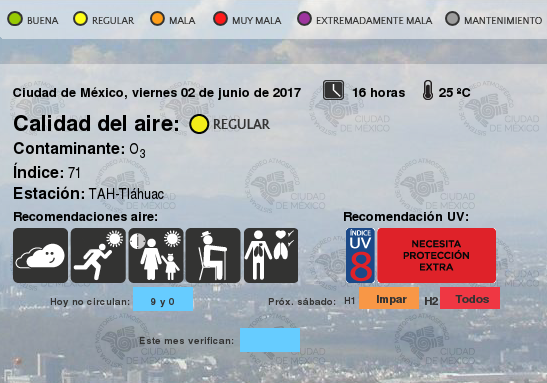 BUENA REGULAR MALA MUY MALA EXTREMADAMENTE MALA MANTENIMIENTO
Ciudad de México, viernes 02 de junio de 2017 16 horas 25 ºC
Calidad del aire: REGULAR
Contaminante: O3
Índice: 71
Estación: TAH-Tláhuac
Recomendaciones aire: Recomendación UV:
ÍNDICE UV 8 NECESITA PROTECCIÓN EXTRA
Hoy no circulan: 9 y 0 Próx. sábado: H1 Impar H2 Todos
Este mes verifican: